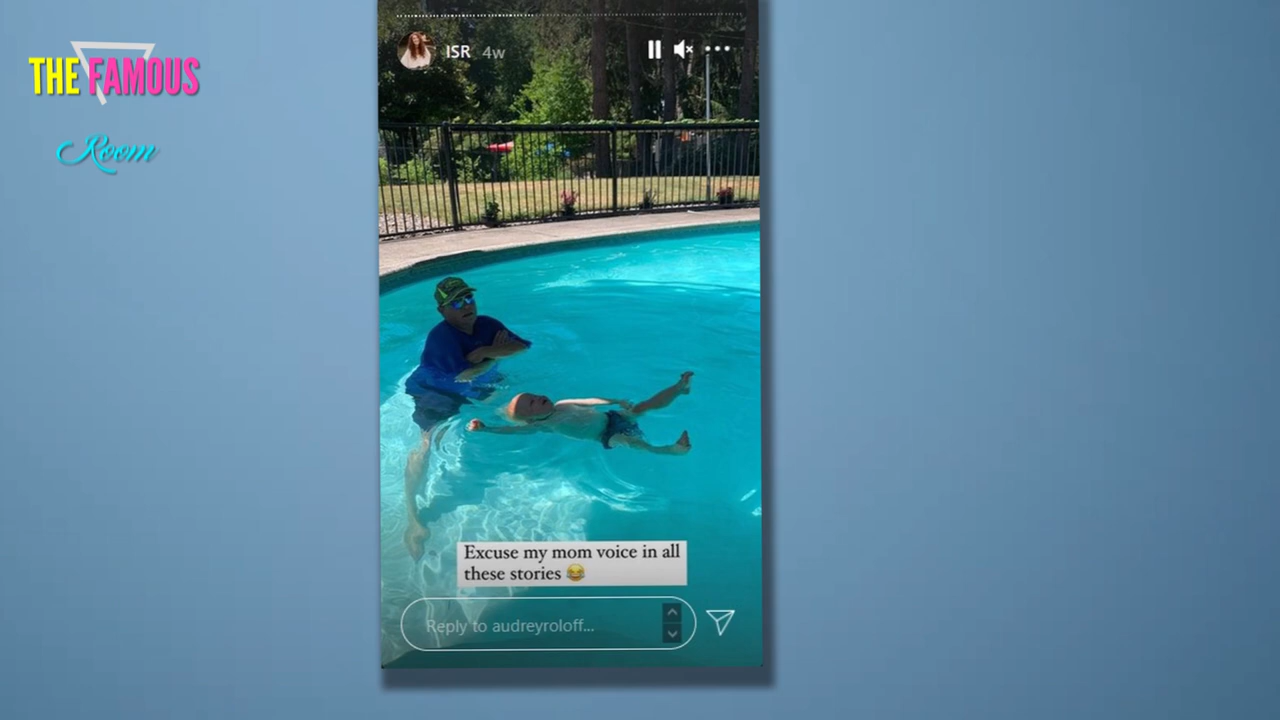 THE FAMOUS
Room
ISR 4w
Excuse my mom voice in all
these stories 😂
Reply to audreyroloff...